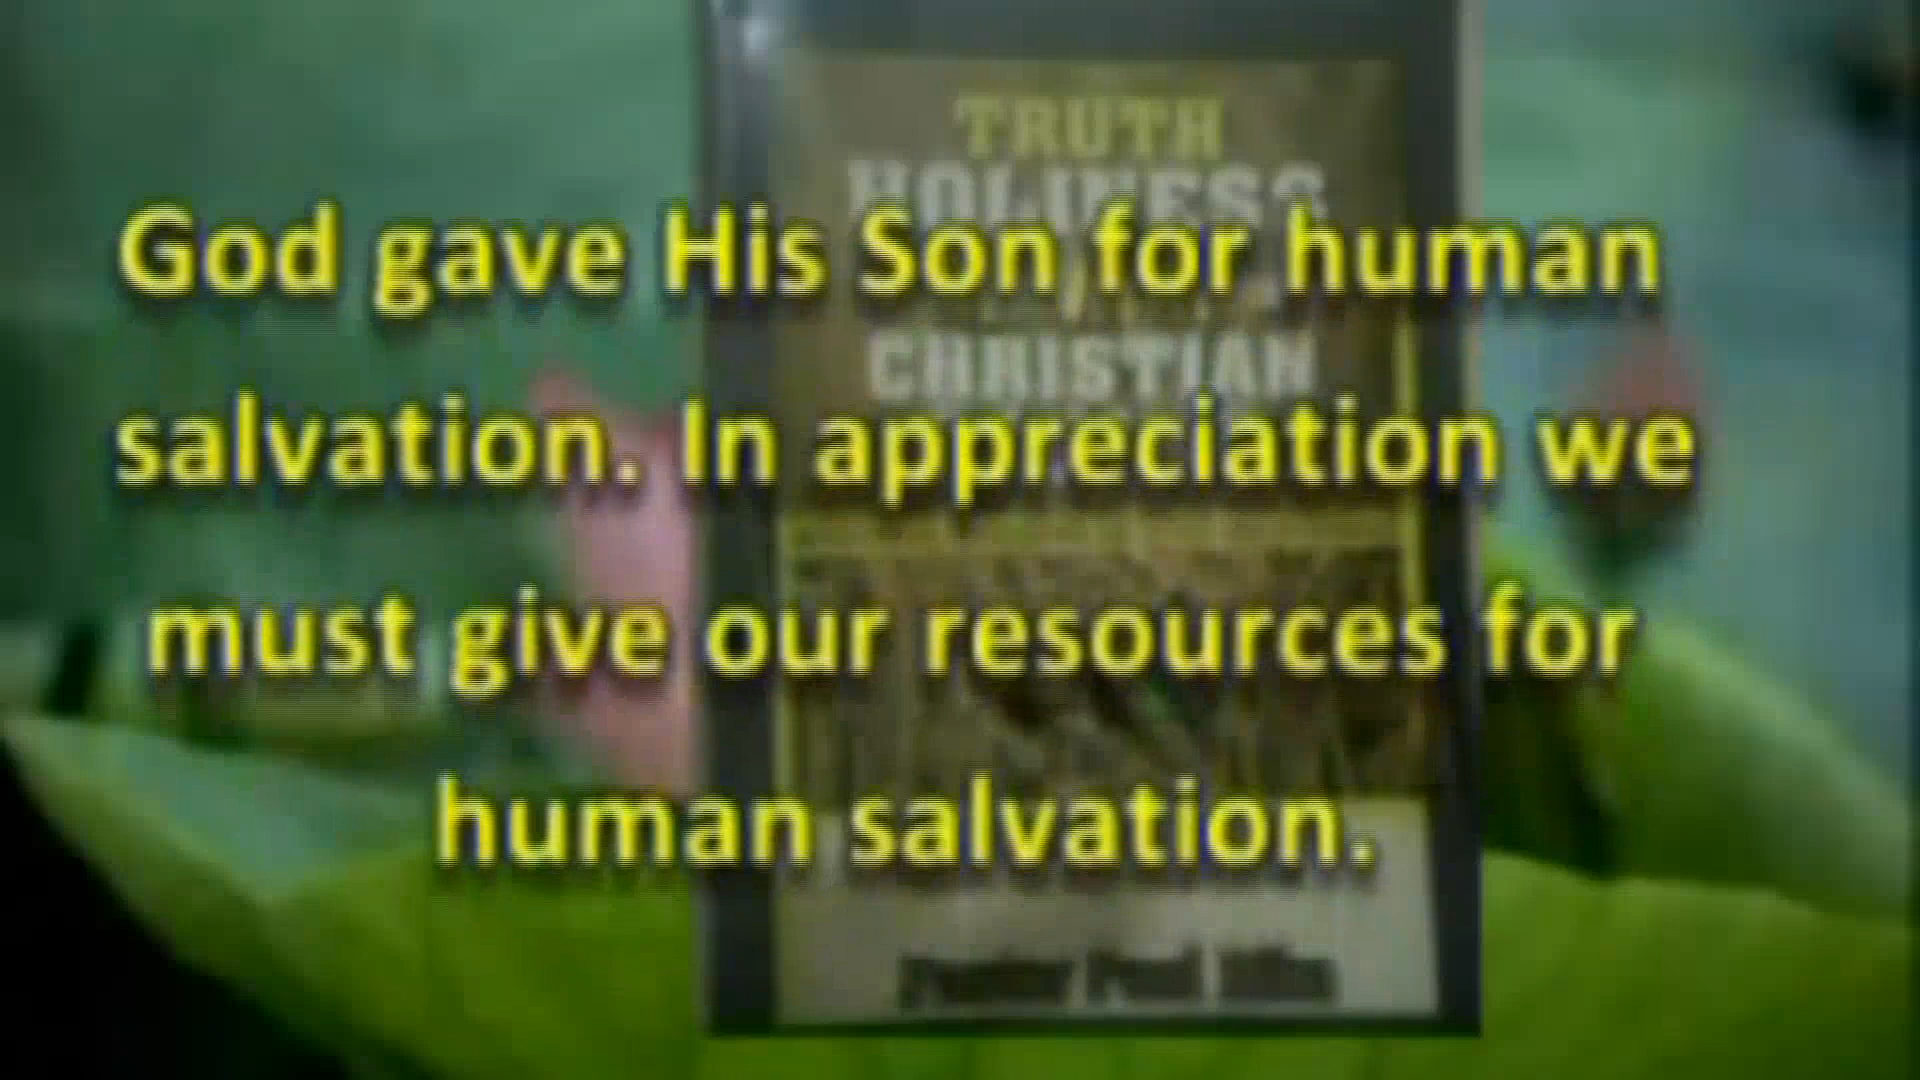 TRUTH
HOLINESS
God gave His Son for human
CHRISTIAN
salvation. In appreciation we
must give our resources for
human salvation.